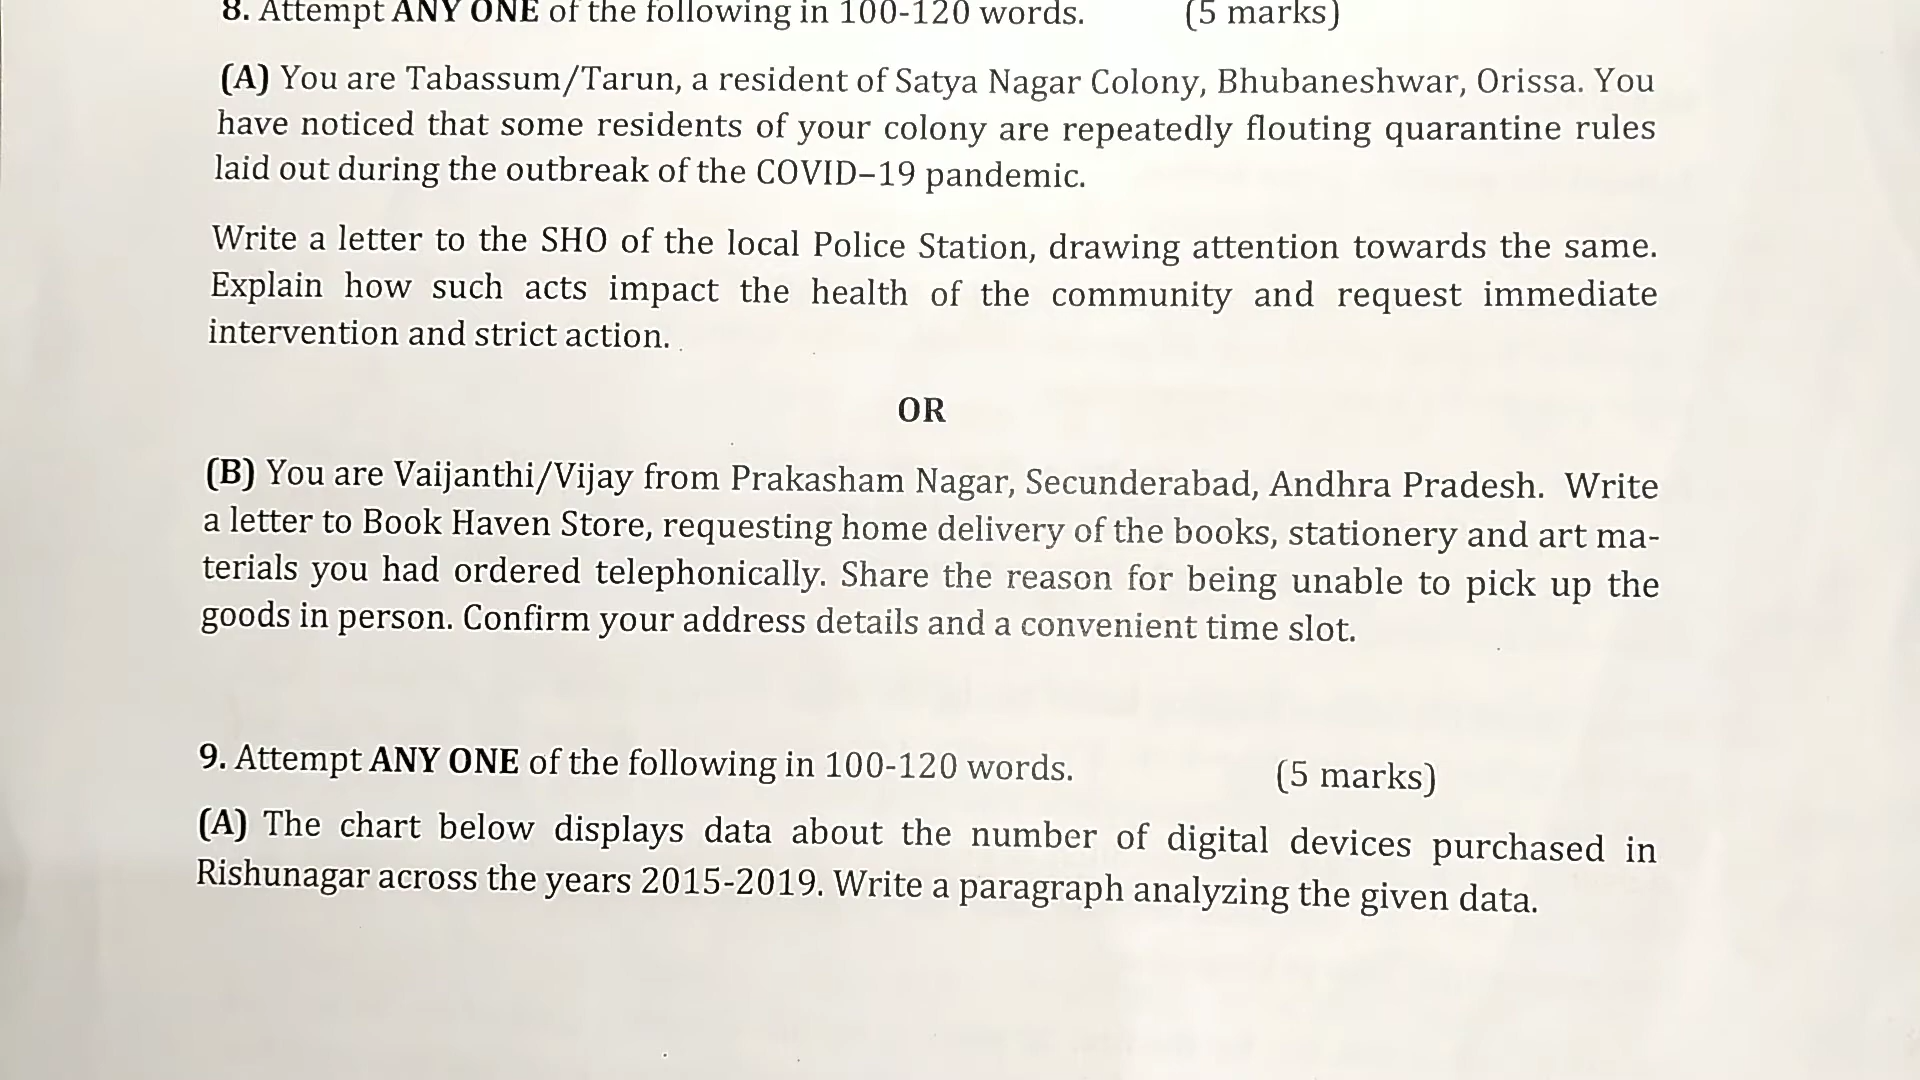 8. Attempt ANY ONE of the following in 100-120 words. (5 marks)
(A) You are Tabassum/Tarun, a resident of Satya Nagar Colony, Bhubaneshwar, Orissa. You
have noticed that some residents of your colony are repeatedly flouting quarantine rules
laid out during the outbreak of the COVID–19 pandemic.
Write a letter to the SHO of the local Police Station, drawing attention towards the same.
Explain how such acts impact the health of the community and request immediate
intervention and strict action.
OR
(B) You are Vaijanthi/Vijay from Prakasham Nagar, Secunderabad, Andhra Pradesh. Write
a letter to Book Haven Store, requesting home delivery of the books, stationery and art ma-
terials you had ordered telephonically. Share the reason for being unable to pick up the
goods in person. Confirm your address details and a convenient time slot.
9. Attempt ANY ONE of the following in 100-120 words. (5 marks)
(A) The chart below displays data about the number of digital devices purchased in
Rishunagar across the years 2015-2019. Write a paragraph analyzing the given data.